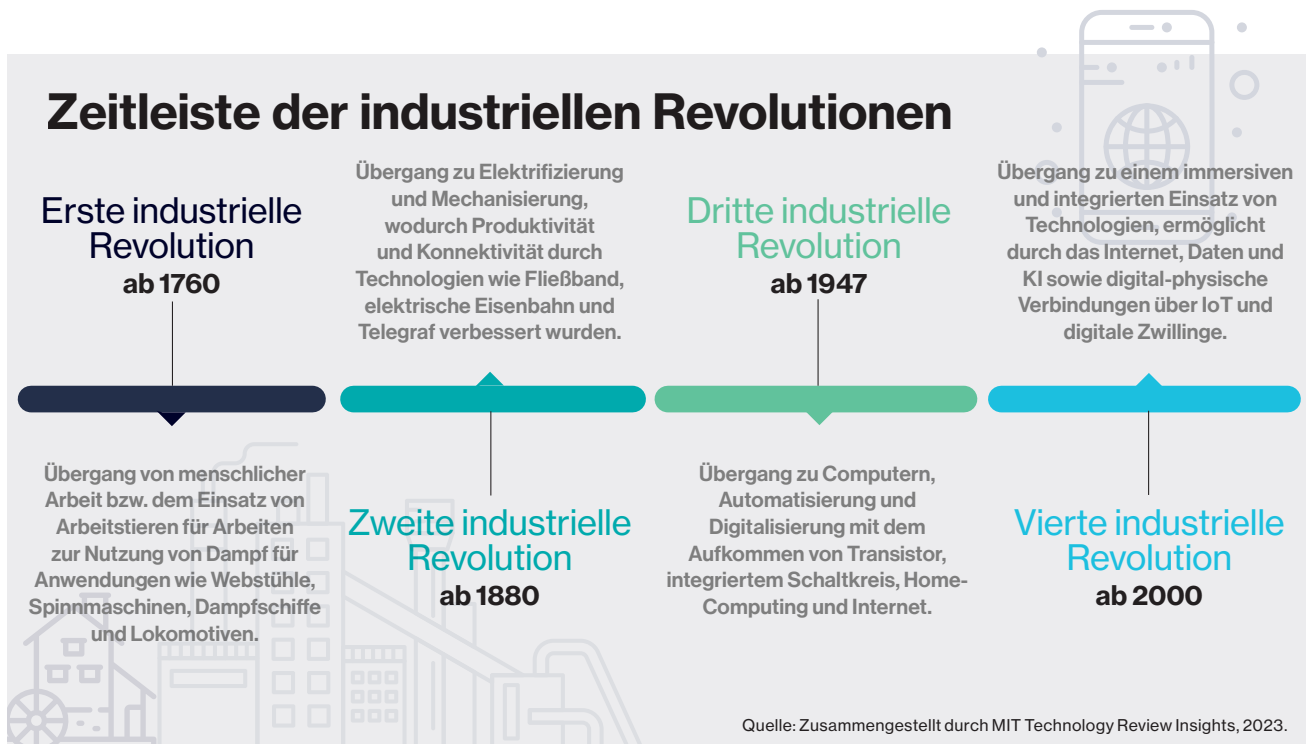 Zeitleiste der industriellen Revolutionen
Erste industrielle
Revolution
ab 1760
Übergang von menschlicher
Arbeit bzw. dem Einsatz von
Arbeitstieren für Arbeiten
zur Nutzung von Dampf für
Anwendungen wie Webstühle,
Spinnmaschinen, Dampfschiffe
und Lokomotiven.
Übergang zu Elektrifizierung
und Mechanisierung,
wodurch Produktivität
und Konnektivität durch
Technologien wie Fließband,
elektrische Eisenbahn und
Telegraf verbessert wurden.
Zweite industrielle
Revolution
ab 1880
Dritte industrielle
Revolution
ab 1947
Übergang zu Computern,
Automatisierung und
Digitalisierung mit dem
Aufkommen von Transistor,
integriertem Schaltkreis, Home-
Computing und Internet.
Übergang zu einem immersiven
und integrierten Einsatz von
Technologien, ermöglicht
durch das Internet, Daten und
KI sowie digital-physische
Verbindungen über IoT und
digitale Zwillinge.
Vierte industrielle
Revolution
ab 2000
Quelle: Zusammengestellt durch MIT Technology Review Insights, 2023.